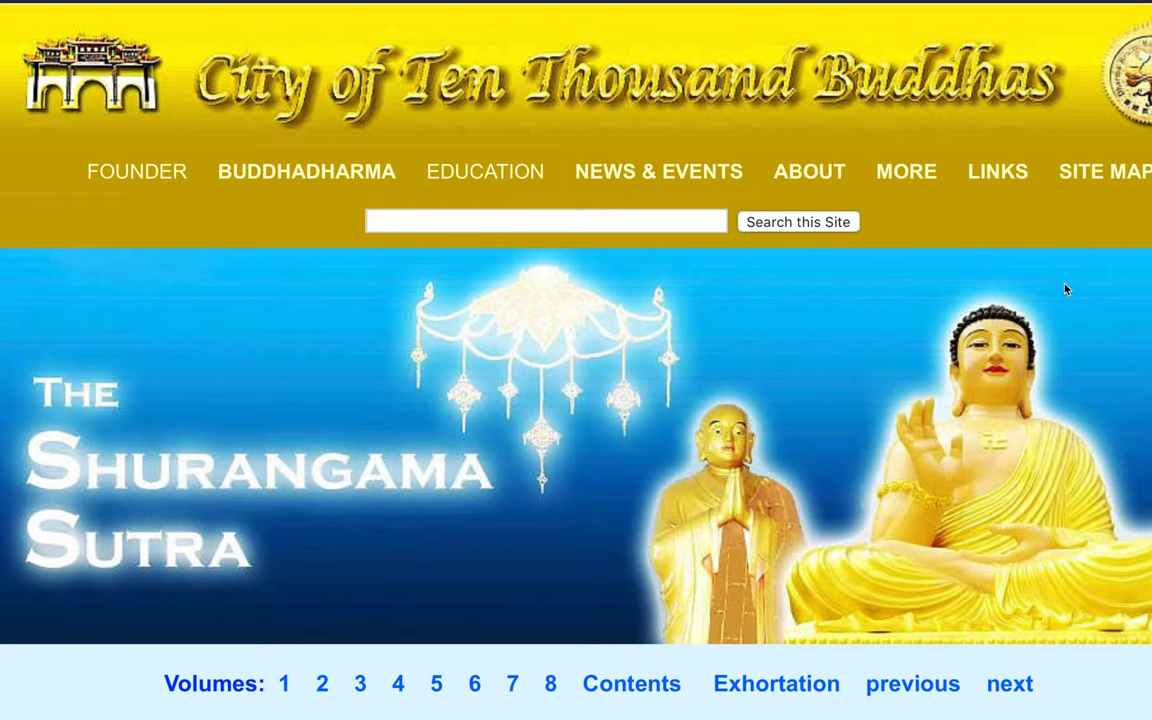 City of Ten Thousand Buddhas
FOUNDER BUDDHADHARMA EDUCATION NEWS & EVENTS ABOUT MORE LINKS SITE MAP
Search this Site
THE
SHURANGAMA
SUTRA
卍
Volumes: 1 2 3 4 5 6 7 8 Contents Exhortation previous next